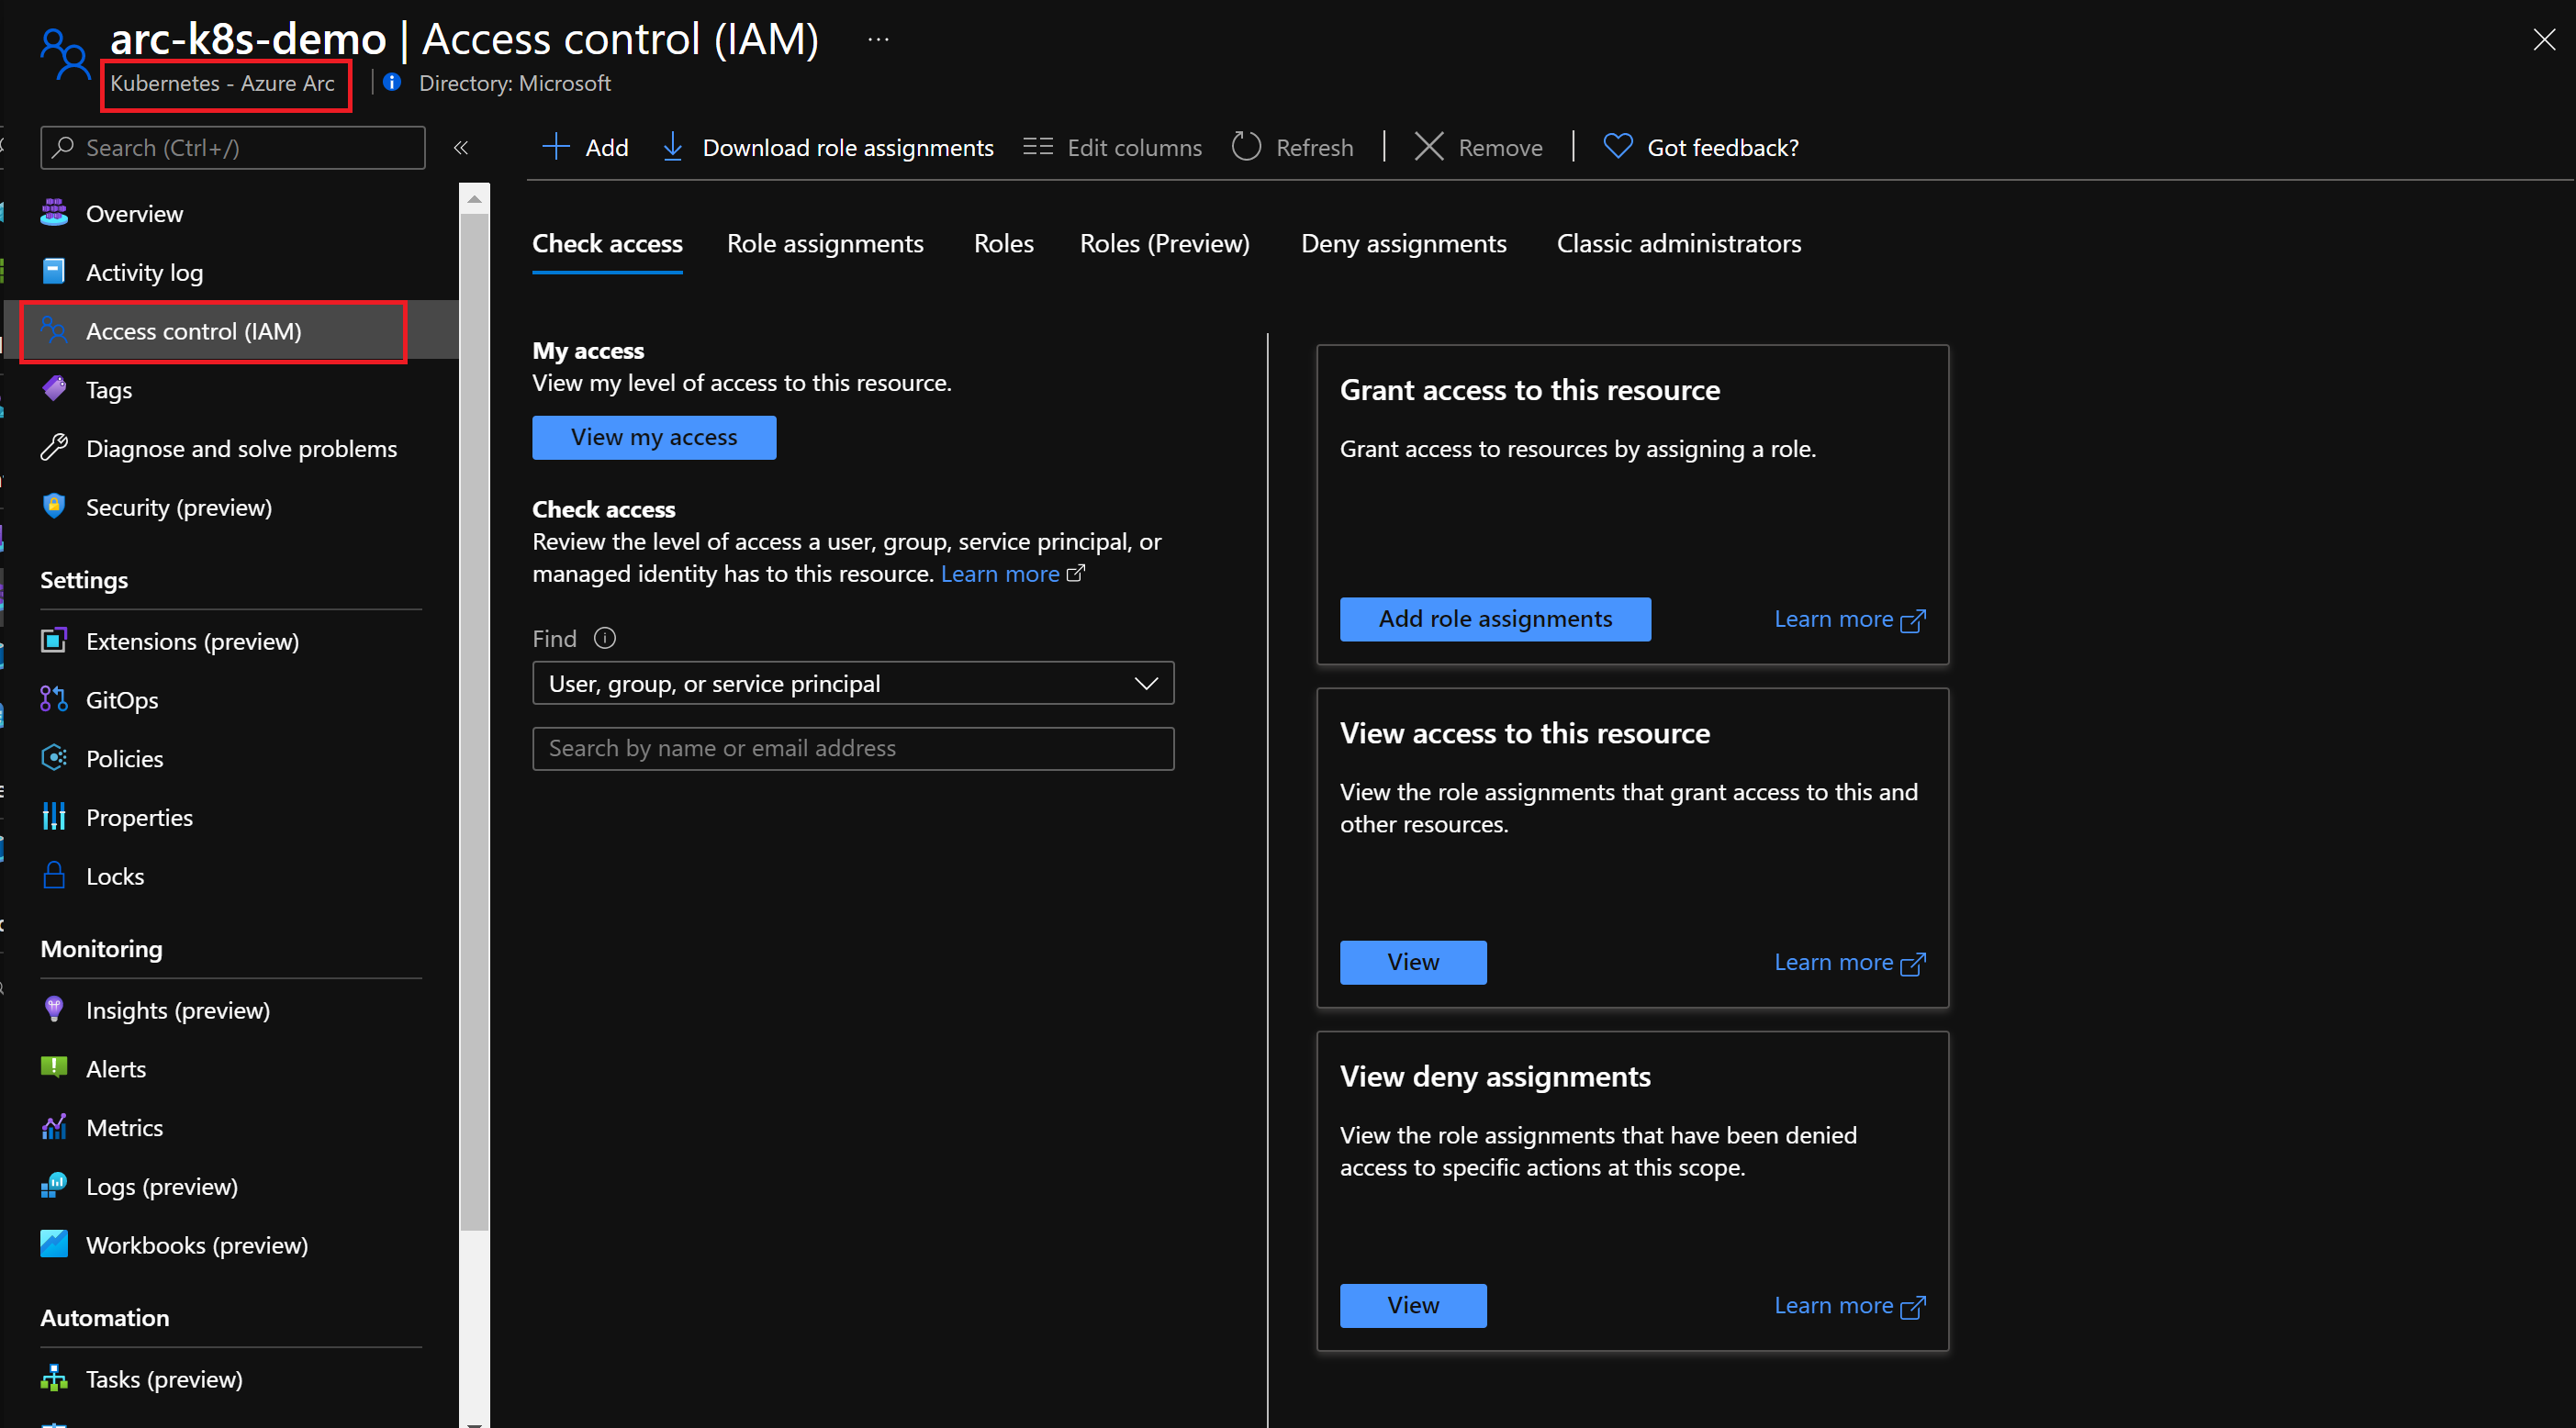 arc-k8s-demo | Access control (IAM) ...
Kubernetes - Azure Arc
Directory: Microsoft
Search (Ctrl+/)
Overview
Activity log
Access control (IAM)
Tags
Diagnose and solve problems
Security (preview)
Settings
Extensions (preview)
GitOps
Policies
Properties
Locks
Monitoring
Insights (preview)
Alerts
Metrics
Logs (preview)
Workbooks (preview)
Automation
Tasks (preview)
Add
Download role assignments
Edit columns
Refresh
Remove
Got feedback?
Check access
Role assignments
Roles
Roles (Preview)
Deny assignments
Classic administrators
My access
View my level of access to this resource.
View my access
Check access
Review the level of access a user, group, service principal, or
managed identity has to this resource. Learn more
Find
User, group, or service principal
Search by name or email address
Grant access to this resource
Grant access to resources by assigning a role.
Add role assignments
Learn more
View access to this resource
View the role assignments that grant access to this and
other resources.
View
Learn more
View deny assignments
View the role assignments that have been denied
access to specific actions at this scope.
View
Learn more